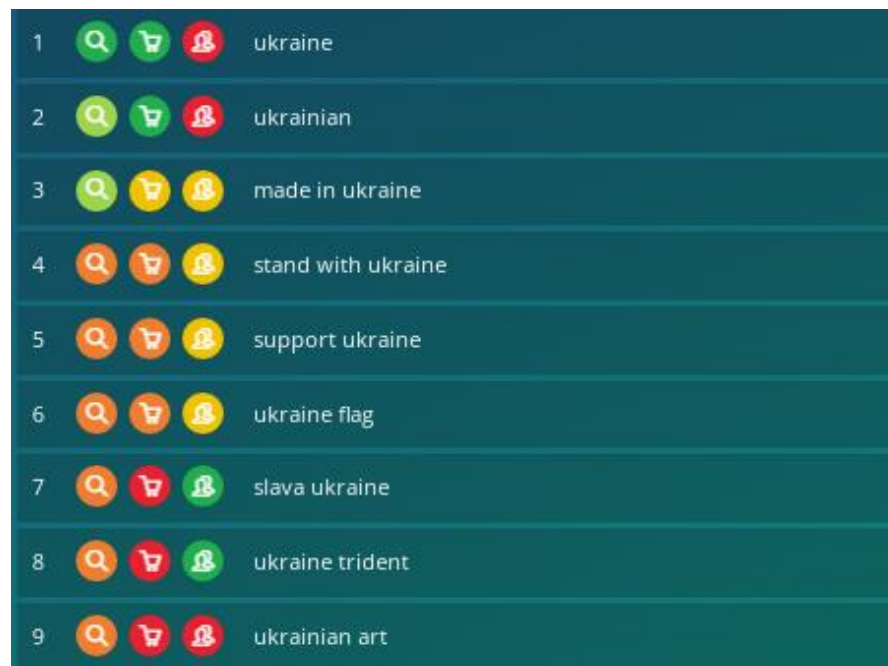 1 ukraine
2 ukrainian
3 made in ukraine
4 stand with ukraine
5 support ukraine
6 ukraine flag
7 slava ukraine
8 ukraine trident
9 ukrainian art